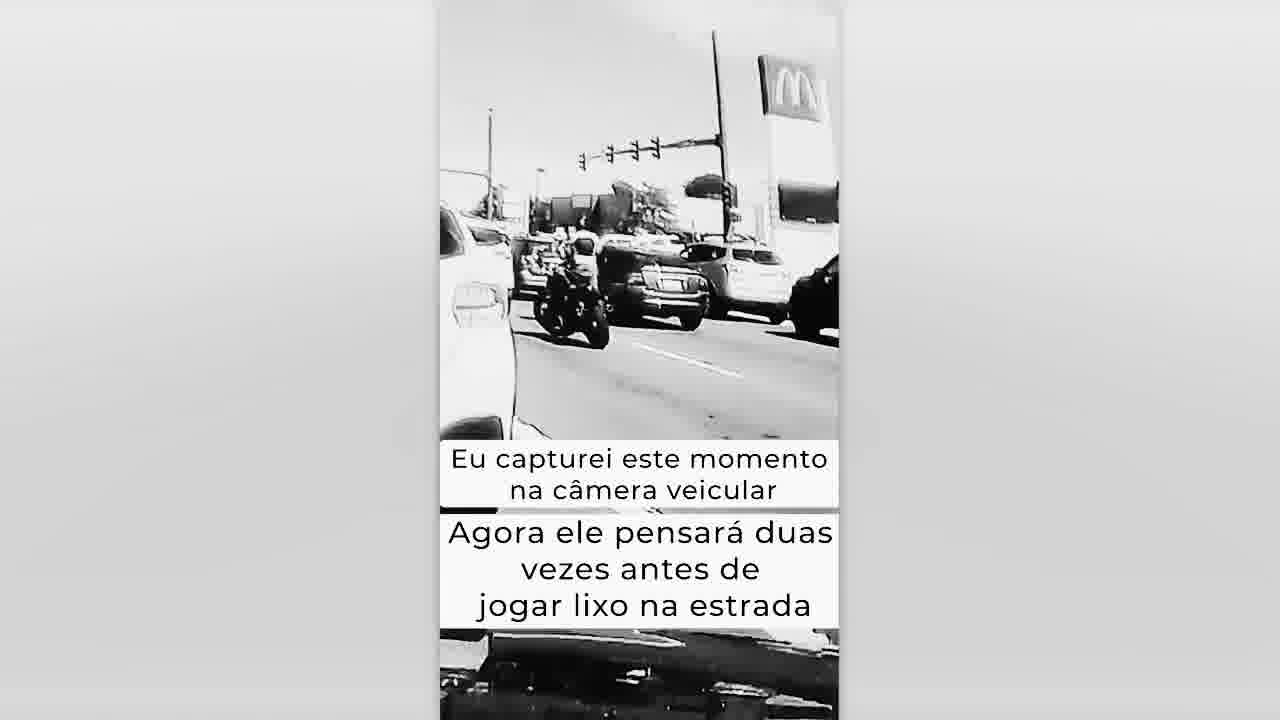 Eu capturei este momento
na câmera veicular
Agora ele pensará duas
vezes antes de
jogar lixo na estrada